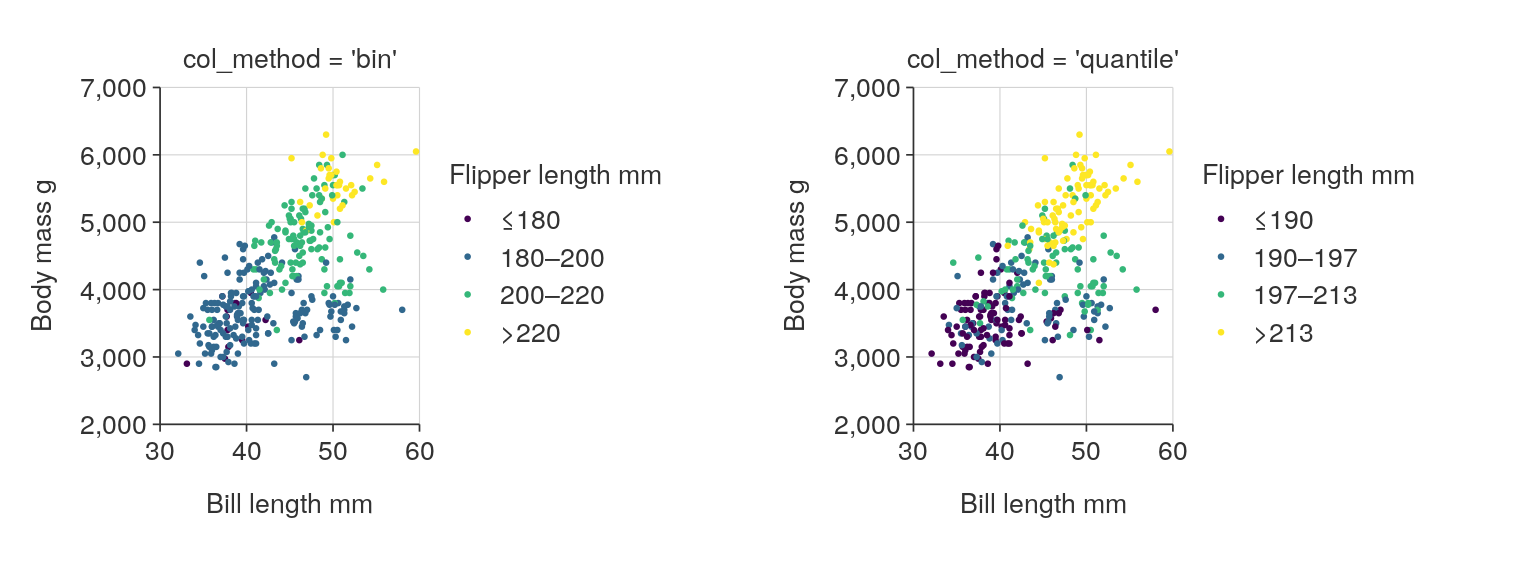 col_method = 'bin'
7,000
6,000
5,000
4,000
3,000
2,000
30 40 50 60
Bill length mm
Body mass g
Flipper length mm
≤180
180–200
200–220
>220
col_method = 'quantile'
7,000
6,000
5,000
4,000
3,000
2,000
30 40 50 60
Bill length mm
Body mass g
Flipper length mm
≤190
190–197
197–213
>213